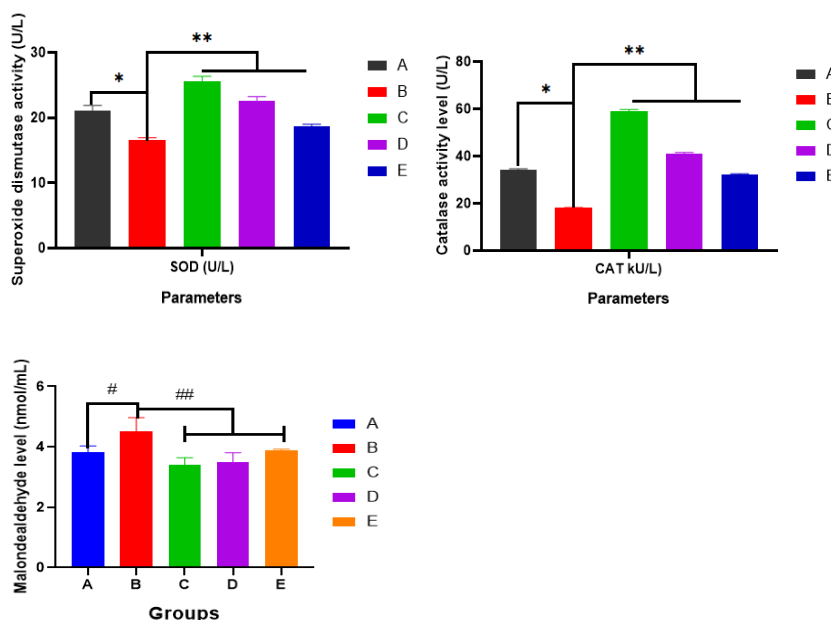 Superoxide dismutase activity (U/L)
30
20
10
0
*
**
SOD (U/L)
Parameters
A
B
C
D
E
Catalase activity level (U/L)
80
60
40
20
0
*
**
CAT kU/L)
Parameters
A
B
C
D
E
Malondealdehyde level (nmol/mL)
6
4
2
0
#
##
A B C D E
Groups
A
B
C
D
E